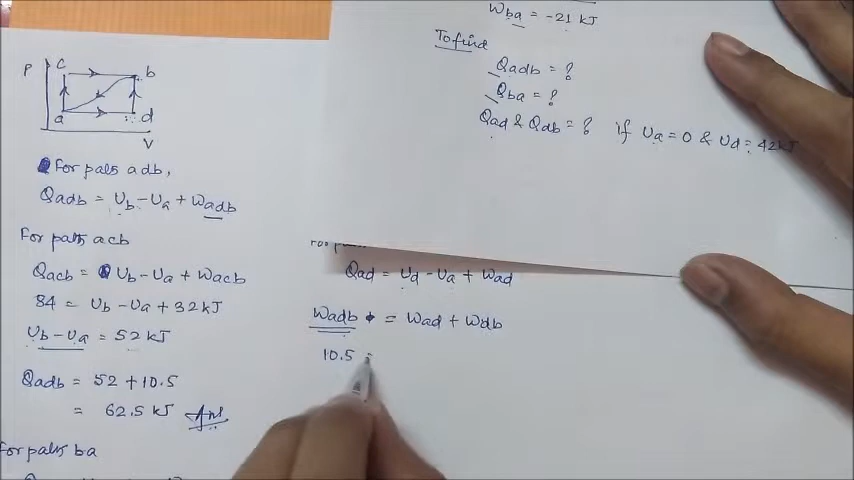 Wba = -21 kJ
To find
Qadb = ?
Qba = ?
Qad & Qdb = ? if Ua = 0 & Ud = 42 kJ
P
c
b
a
d
V
For path adb,
Qadb = Ub - Ua + Wadb
For path acb
Qacb = Ub - Ua + Wacb
84 = Ub - Ua + 32 kJ
Ub - Ua = 52 kJ
Qadb = 52 + 10.5
= 62.5 kJ Ans
For path ba
Qad = Ud - Ua + Wad
Wadb = Wad + Wdb
10.5 =